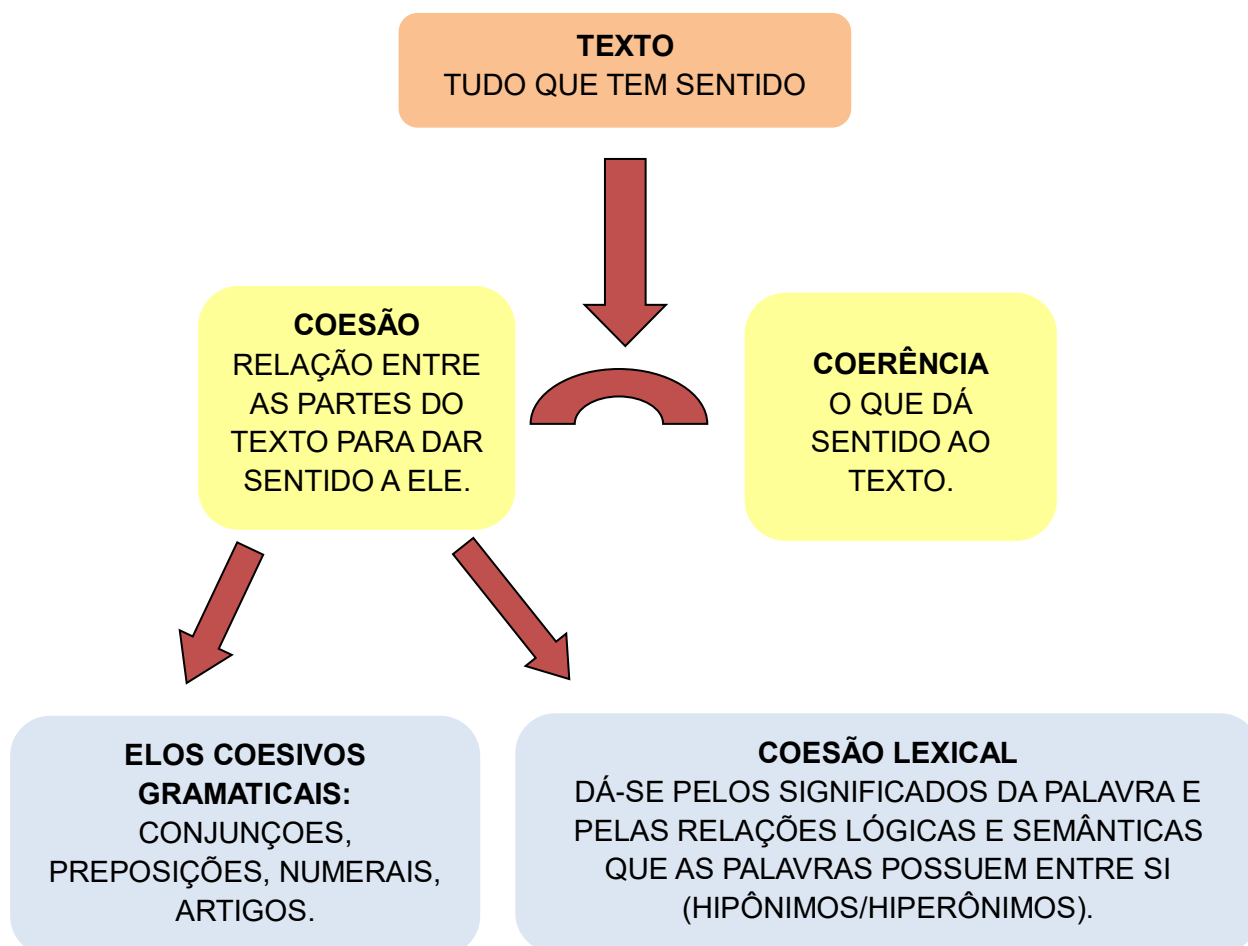 TEXTO
TUDO QUE TEM SENTIDO
COESÃO
RELAÇÃO ENTRE
AS PARTES DO
TEXTO PARA DAR
SENTIDO A ELE.
COERÊNCIA
O QUE DÁ
SENTIDO AO
TEXTO.
ELOS COESIVOS
GRAMATICAIS:
CONJUNÇOES,
PREPOSIÇÕES, NUMERAIS,
ARTIGOS.
COESÃO LEXICAL
DÁ-SE PELOS SIGNIFICADOS DA PALAVRA E
PELAS RELAÇÕES LÓGICAS E SEMÂNTICAS
QUE AS PALAVRAS POSSUEM ENTRE SI
(HIPÔNIMOS/HIPERÔNIMOS).